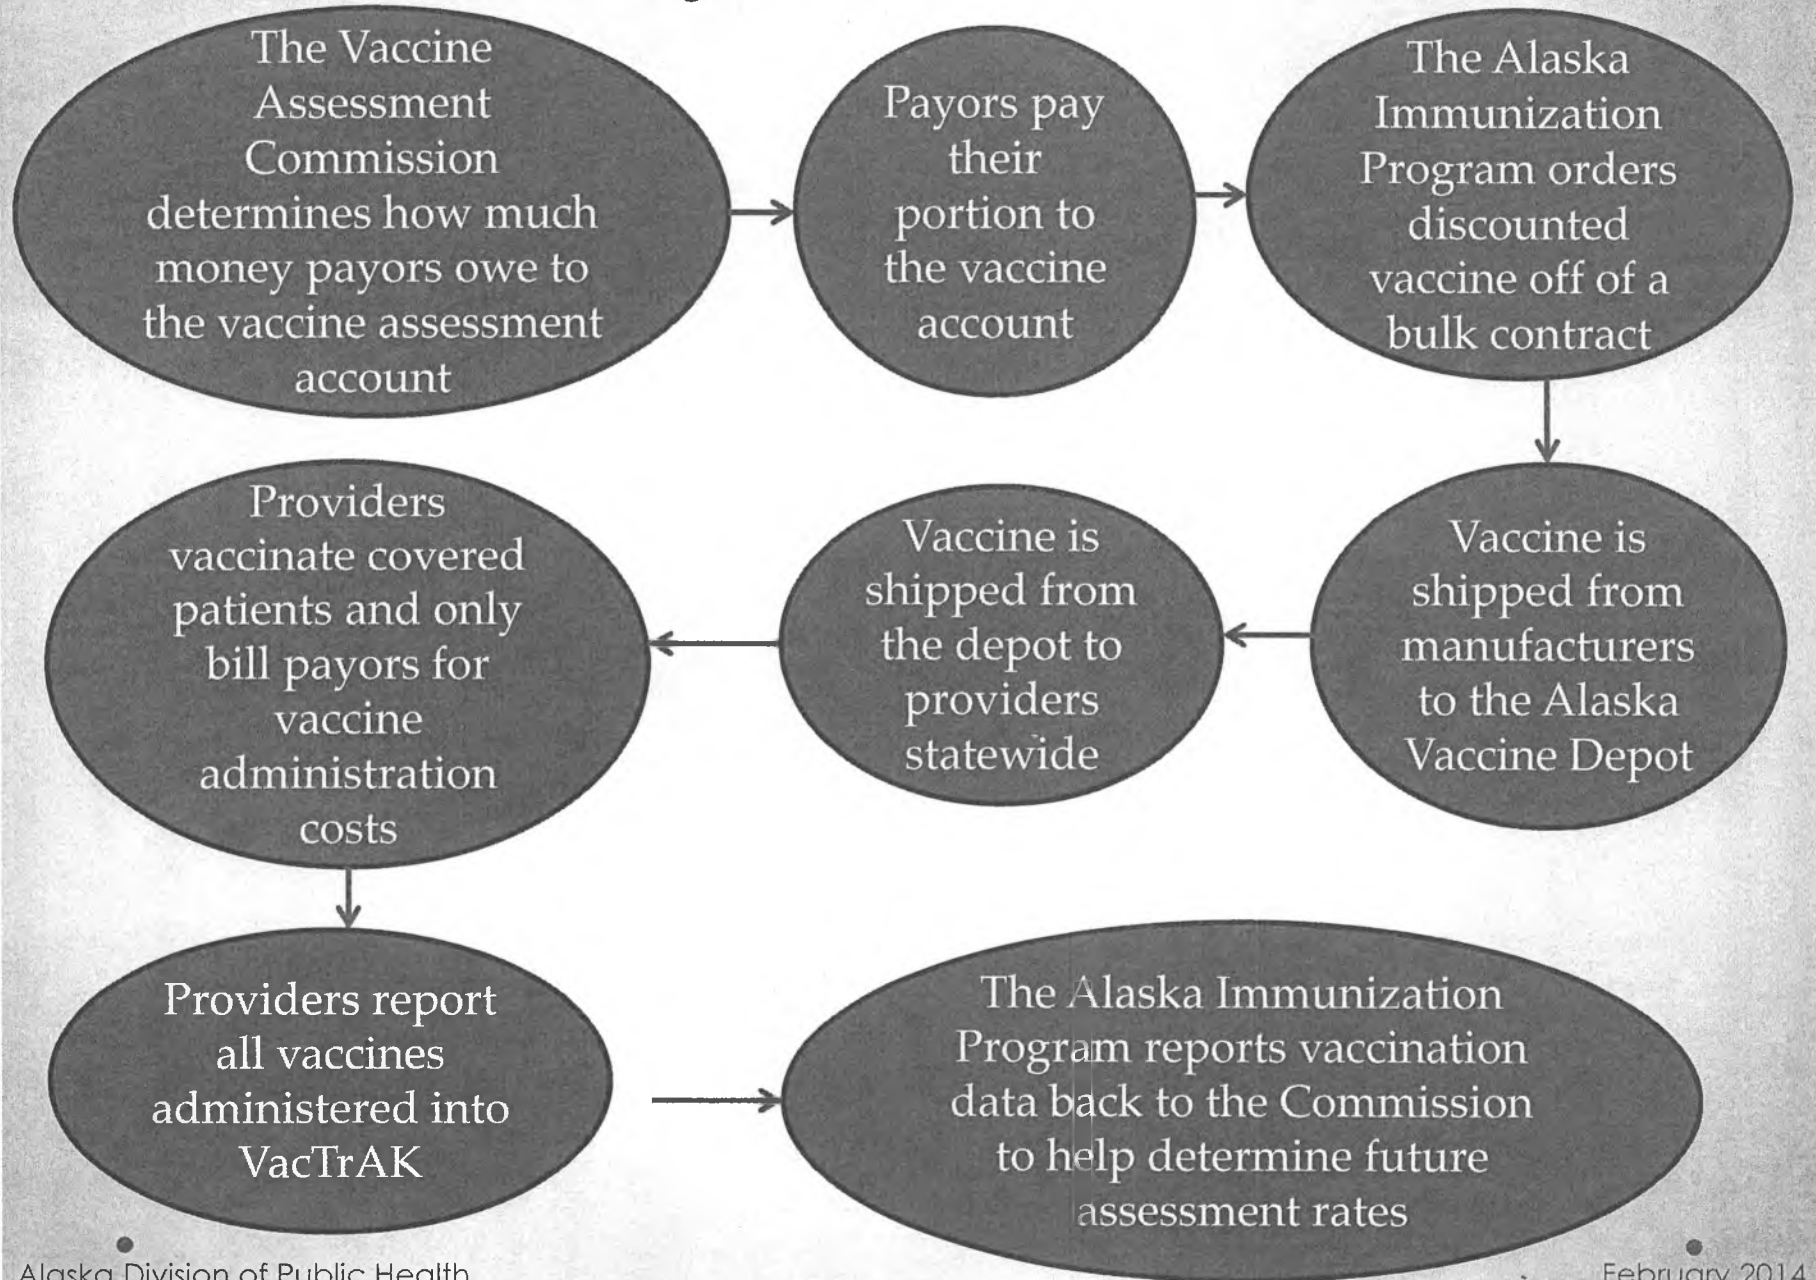 The Vaccine
Assessment
Commission
determines how much
money payors owe to
the vaccine assessment
account
Payors pay
their
portion to
the vaccine
account
The Alaska
Immunization
Program orders
discounted
vaccine off of a
bulk contract
Vaccine is
shipped from
manufacturers
to the Alaska
Vaccine Depot
Vaccine is
shipped from
the depot to
providers
statewide
Providers
vaccinate covered
patients and only
bill payors for
vaccine
administration
costs
Providers report
all vaccines
administered into
VacTrAK
The Alaska Immunization
Program reports vaccination
data back to the Commission
to help determine future
assessment rates
Alaska Division of Public Health
February 2014